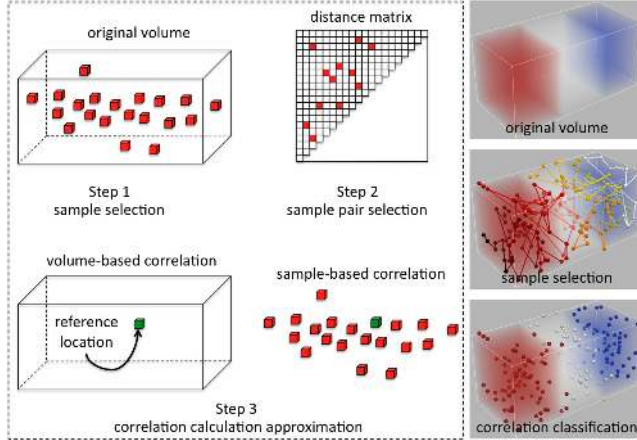 original volume
distance matrix
Step 1
sample selection
Step 2
sample pair selection
volume-based correlation
reference
location
sample-based correlation
Step 3
correlation calculation approximation
original volume
sample selection
correlation classification